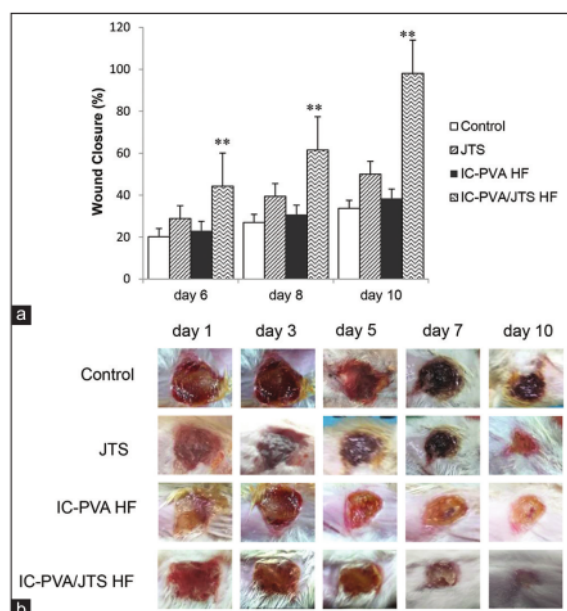 120
100
80
60
40
20
0
Wound Closure (%)
**
**
**
day 6
day 8
day 10
Control
JTS
IC-PVA HF
IC-PVA/JTS HF
a
day 1
day 3
day 5
day 7
day 10
Control
JTS
IC-PVA HF
IC-PVA/JTS HF
b